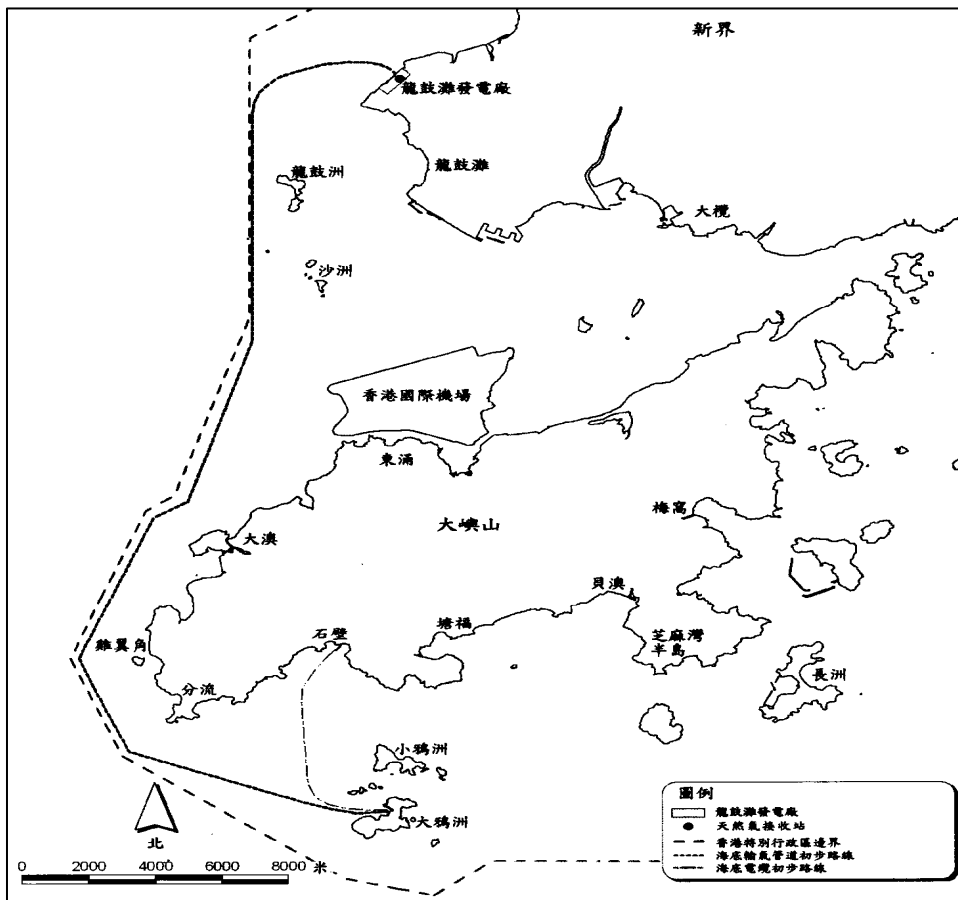 新界
龍鼓灘發電廠
龍鼓灘
龍鼓洲
大欖
沙洲
香港國際機場
東涌
大嶼山
梅窩
大澳
貝澳
塘福
石壁
芝麻灣
半島
雞翼角
分流
長洲
小鴉洲
大鴉洲
北
0 2000 4000 6000 8000 米
圖例
龍鼓灘發電廠
天然氣接收站
香港特別行政區邊界
海底輸氣管道初步路線
海底電纜初步路線